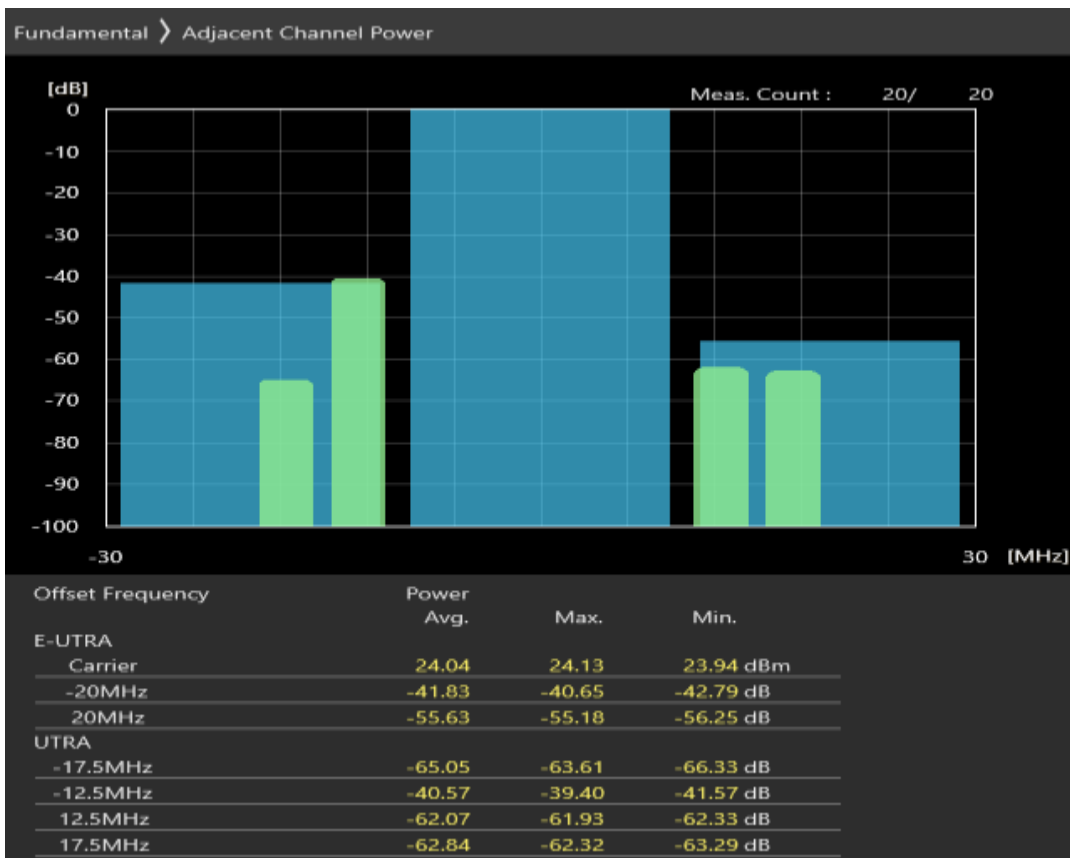 Fundamental 〉 Adjacent Channel Power
[dB]
Meas. Count : 20/ 20
0
-10
-20
-30
-40
-50
-60
-70
-80
-90
-100
-30 30 [MHz]
Offset Frequency Power
Avg. Max. Min.
E-UTRA
Carrier 24.04 24.13 23.94 dBm
-20MHz -41.83 -40.65 -42.79 dB
20MHz -55.63 -55.18 -56.25 dB
UTRA
-17.5MHz -65.05 -63.61 -66.33 dB
-12.5MHz -40.57 -39.40 -41.57 dB
12.5MHz -62.07 -61.93 -62.33 dB
17.5MHz -62.84 -62.32 -63.29 dB